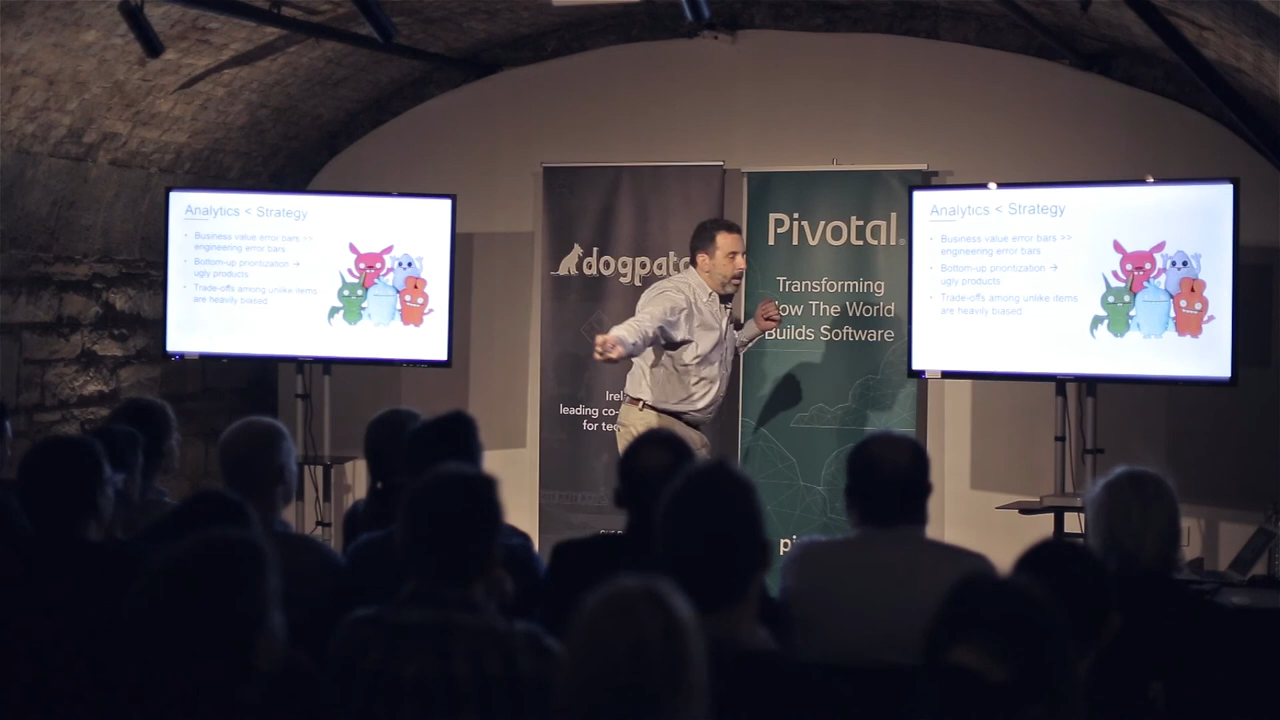 Analytics < Strategy
• Business value error bars >>
engineering error bars
• Bottom-up prioritization →
ugly products
• Trade-offs among unlike items
are heavily biased
dogpatc
leading co-
for tec
Pivotal
Transforming
ow The World
Builds Software
Analytics < Strategy
• Business value error bars >>
engineering error bars
• Bottom-up prioritization →
ugly products
• Trade-offs among unlike items
are heavily biased